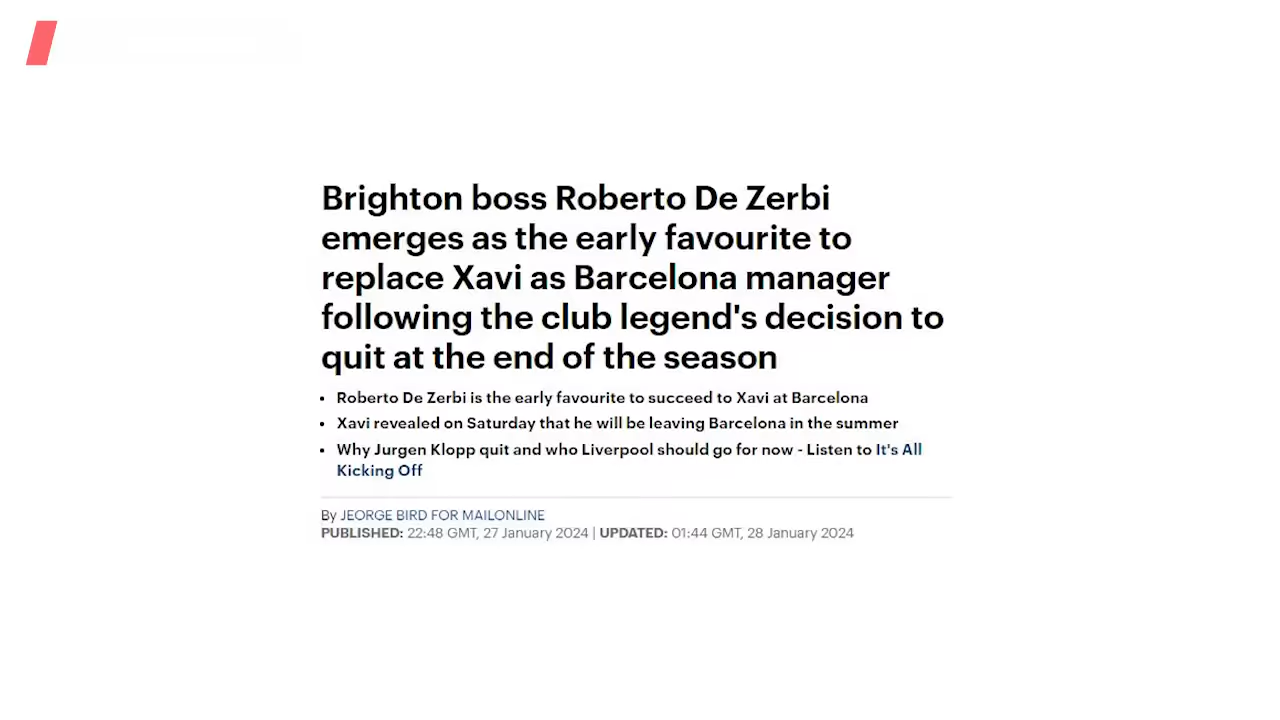 Brighton boss Roberto De Zerbi
emerges as the early favourite to
replace Xavi as Barcelona manager
following the club legend's decision to
quit at the end of the season
• Roberto De Zerbi is the early favourite to succeed to Xavi at Barcelona
• Xavi revealed on Saturday that he will be leaving Barcelona in the summer
• Why Jurgen Klopp quit and who Liverpool should go for now - Listen to It's All
Kicking Off
By JEORGE BIRD FOR MAILONLINE
PUBLISHED: 22:48 GMT, 27 January 2024 | UPDATED: 01:44 GMT, 28 January 2024